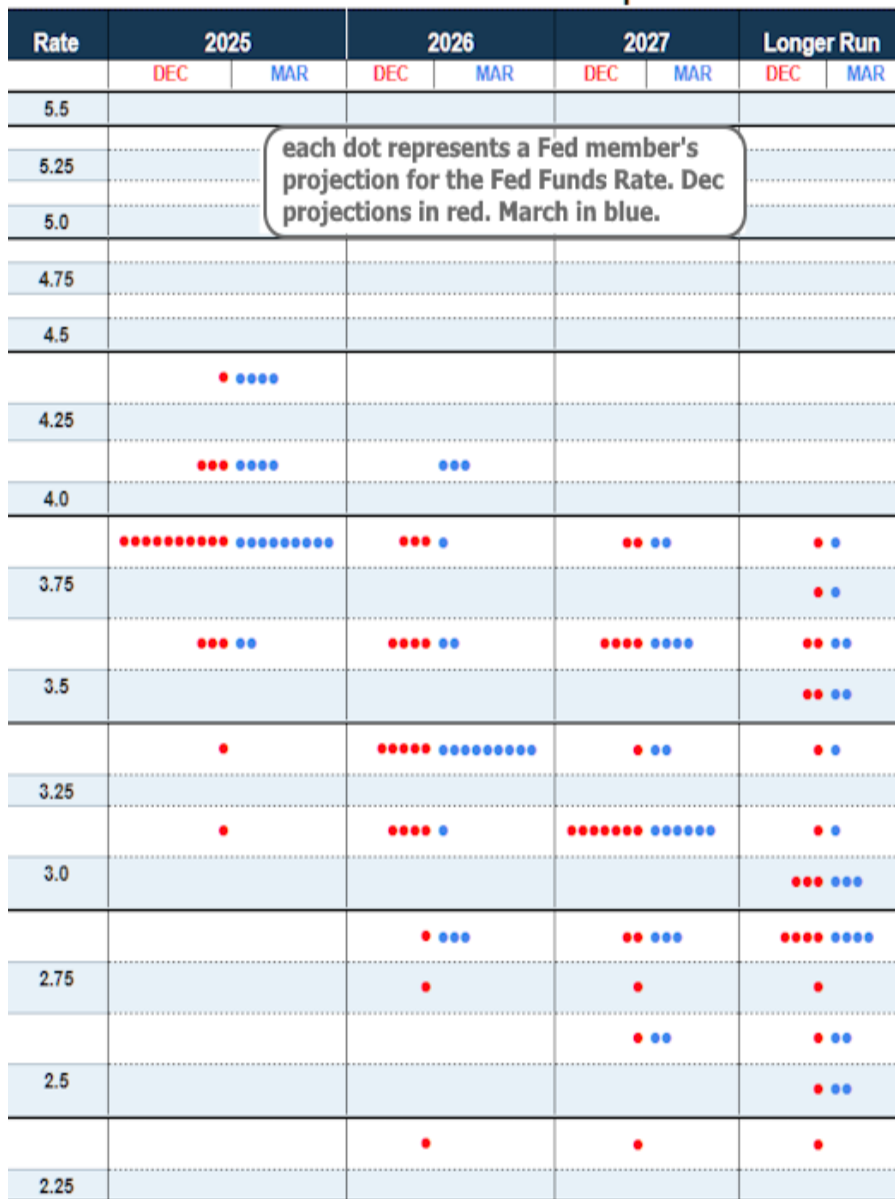 Rate 2025 2026 2027 Longer Run
DEC MAR DEC MAR DEC MAR DEC MAR
5.5
each dot represents a Fed member's
5.25
projection for the Fed Funds Rate. Dec
projections in red. March in blue.
5.0
4.75
4.5
4.25
4.0
3.75
3.5
3.25
3.0
2.75
2.5
2.25